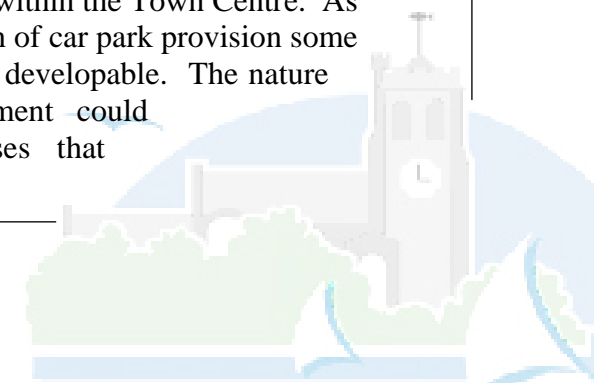 within the Town Centre. As
n of car park provision some
developable. The nature
ment could
ses that